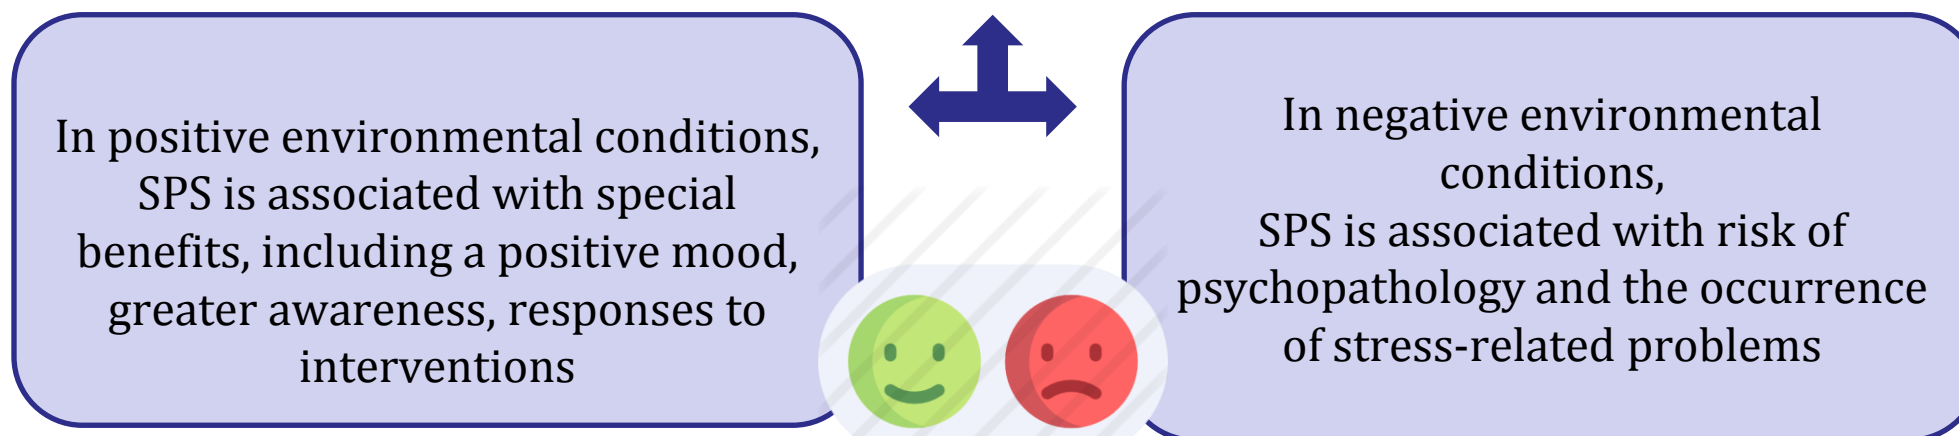 In positive environmental conditions,
SPS is associated with special
benefits, including a positive mood,
greater awareness, responses to
interventions
In negative environmental
conditions,
SPS is associated with risk of
psychopathology and the occurrence
of stress-related problems